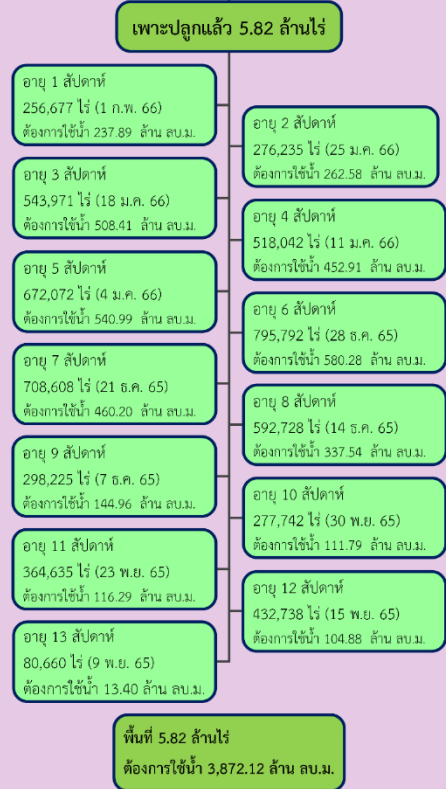 เพาะปลูกแล้ว 5.82 ล้านไร่
อายุ 1 สัปดาห์
256,677 ไร่ (1 ก.พ. 66)
ต้องการใช้น้ำ 237.89 ล้าน ลบ.ม.
อายุ 2 สัปดาห์
276,235 ไร่ (25 ม.ค. 66)
ต้องการใช้น้ำ 262.58 ล้าน ลบ.ม.
อายุ 3 สัปดาห์
543,971 ไร่ (18 ม.ค. 66)
ต้องการใช้น้ำ 508.41 ล้าน ลบ.ม.
อายุ 4 สัปดาห์
518,042 ไร่ (11 ม.ค. 66)
ต้องการใช้น้ำ 452.91 ล้าน ลบ.ม.
อายุ 5 สัปดาห์
672,072 ไร่ (4 ม.ค. 66)
ต้องการใช้น้ำ 540.99 ล้าน ลบ.ม.
อายุ 6 สัปดาห์
795,792 ไร่ (28 ธ.ค. 65)
ต้องการใช้น้ำ 580.28 ล้าน ลบ.ม.
อายุ 7 สัปดาห์
708,608 ไร่ (21 ธ.ค. 65)
ต้องการใช้น้ำ 460.20 ล้าน ลบ.ม.
อายุ 8 สัปดาห์
592,728 ไร่ (14 ธ.ค. 65)
ต้องการใช้น้ำ 337.54 ล้าน ลบ.ม.
อายุ 9 สัปดาห์
298,225 ไร่ (7 ธ.ค. 65)
ต้องการใช้น้ำ 144.96 ล้าน ลบ.ม.
อายุ 10 สัปดาห์
277,742 ไร่ (30 พ.ย. 65)
ต้องการใช้น้ำ 111.79 ล้าน ลบ.ม.
อายุ 11 สัปดาห์
364,635 ไร่ (23 พ.ย. 65)
ต้องการใช้น้ำ 116.29 ล้าน ลบ.ม.
อายุ 12 สัปดาห์
432,738 ไร่ (15 พ.ย. 65)
ต้องการใช้น้ำ 104.88 ล้าน ลบ.ม.
อายุ 13 สัปดาห์
80,660 ไร่ (9 พ.ย. 65)
ต้องการใช้น้ำ 13.40 ล้าน ลบ.ม.
พื้นที่ 5.82 ล้านไร่
ต้องการใช้น้ำ 3,872.12 ล้าน ลบ.ม.